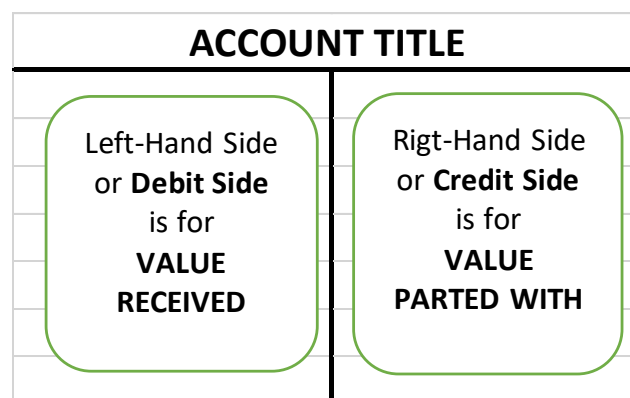 ACCOUNT TITLE
Left-Hand Side
or Debit Side
is for
VALUE
RECEIVED
Rigt-Hand Side
or Credit Side
is for
VALUE
PARTED WITH